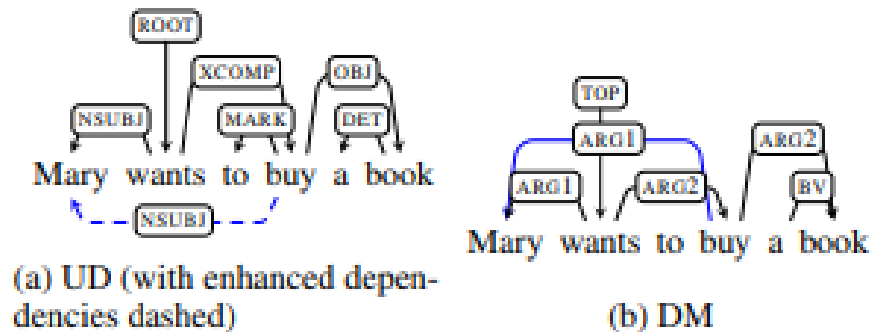 ROOT
XCOMP OBJ
NSUBJ MARK DET
Mary wants to buy a book
NSUBJ
(a) UD (with enhanced depen-
dencies dashed)
TOP
ARG1 ARG2
ARG1 ARG2 BV
Mary wants to buy a book
(b) DM